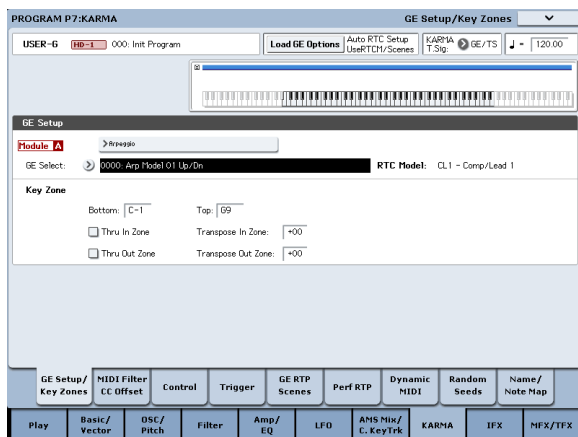 PROGRAM P7:KARMA GE Setup/Key Zones
USER-G HD-1 000: Init Program Load GE Options Auto RTC Setup UseRTCM/Scenes KARMA T.Sig: GE/TS ♩ = 120.00
GE Setup
Module A Arpeggio
GE Select: 0000: Arp Model 01 Up/Dn RTC Model: CL1 - Comp/Lead 1
Key Zone
Bottom: C-1 Top: G9
Thru In Zone Transpose In Zone: +00
Thru Out Zone Transpose Out Zone: +00
GE Setup/ Key Zones MIDI Filter CC Offset Control Trigger GE RTP Scenes Perf RTP Dynamic MIDI Random Seeds Name/ Note Map
Play Basic/ Vector OSC/ Pitch Filter Amp/ EQ LFO AMS Mix/ C. KeyTrk KARMA IFX MFX/TFX